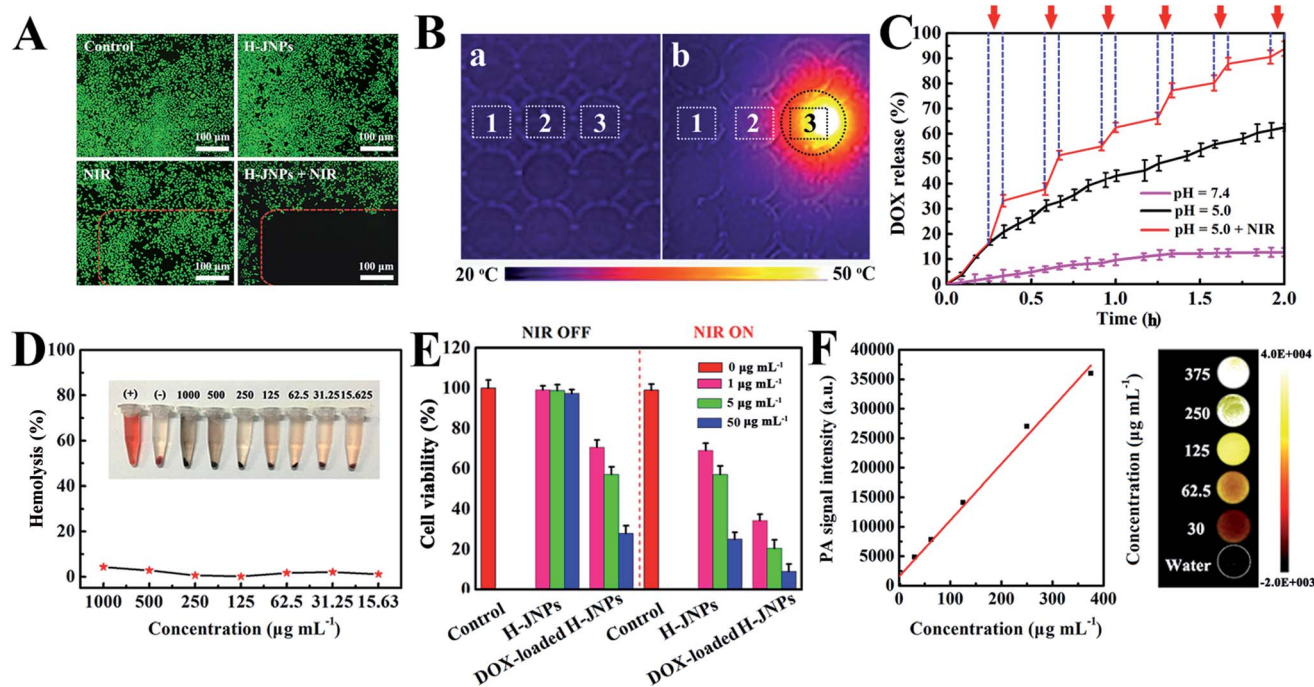 A
Control
H-JNPs
100 µm
100 µm
NIR
H-JNPs + NIR
100 µm
100 µm
B
a
b
1 2 3
1 2 3
20 °C
50 °C
C
DOX release (%)
100
90
80
70
60
50
40
30
20
10
0
pH = 7.4
pH = 5.0
pH = 5.0 + NIR
0.0 0.5 1.0 1.5 2.0
Time (h)
D
Hemolysis (%)
100
80
60
40
20
0
(+) (-) 1000 500 250 125 62.5 31.25 15.625
1000 500 250 125 62.5 31.25 15.63
Concentration (µg mL⁻¹)
E
NIR OFF
NIR ON
Cell viability (%)
120
100
80
60
40
20
0
0 µg mL⁻¹
1 µg mL⁻¹
5 µg mL⁻¹
50 µg mL⁻¹
Control
H-JNPs
DOX-loaded H-JNPs
Control
H-JNPs
DOX-loaded H-JNPs
F
PA signal intensity (a.u.)
40000
35000
30000
25000
20000
15000
10000
5000
0
0 100 200 300 400
Concentration (µg mL⁻¹)
Concentration (µg mL⁻¹)
375
250
125
62.5
30
Water
4.0E+004
-2.0E+003